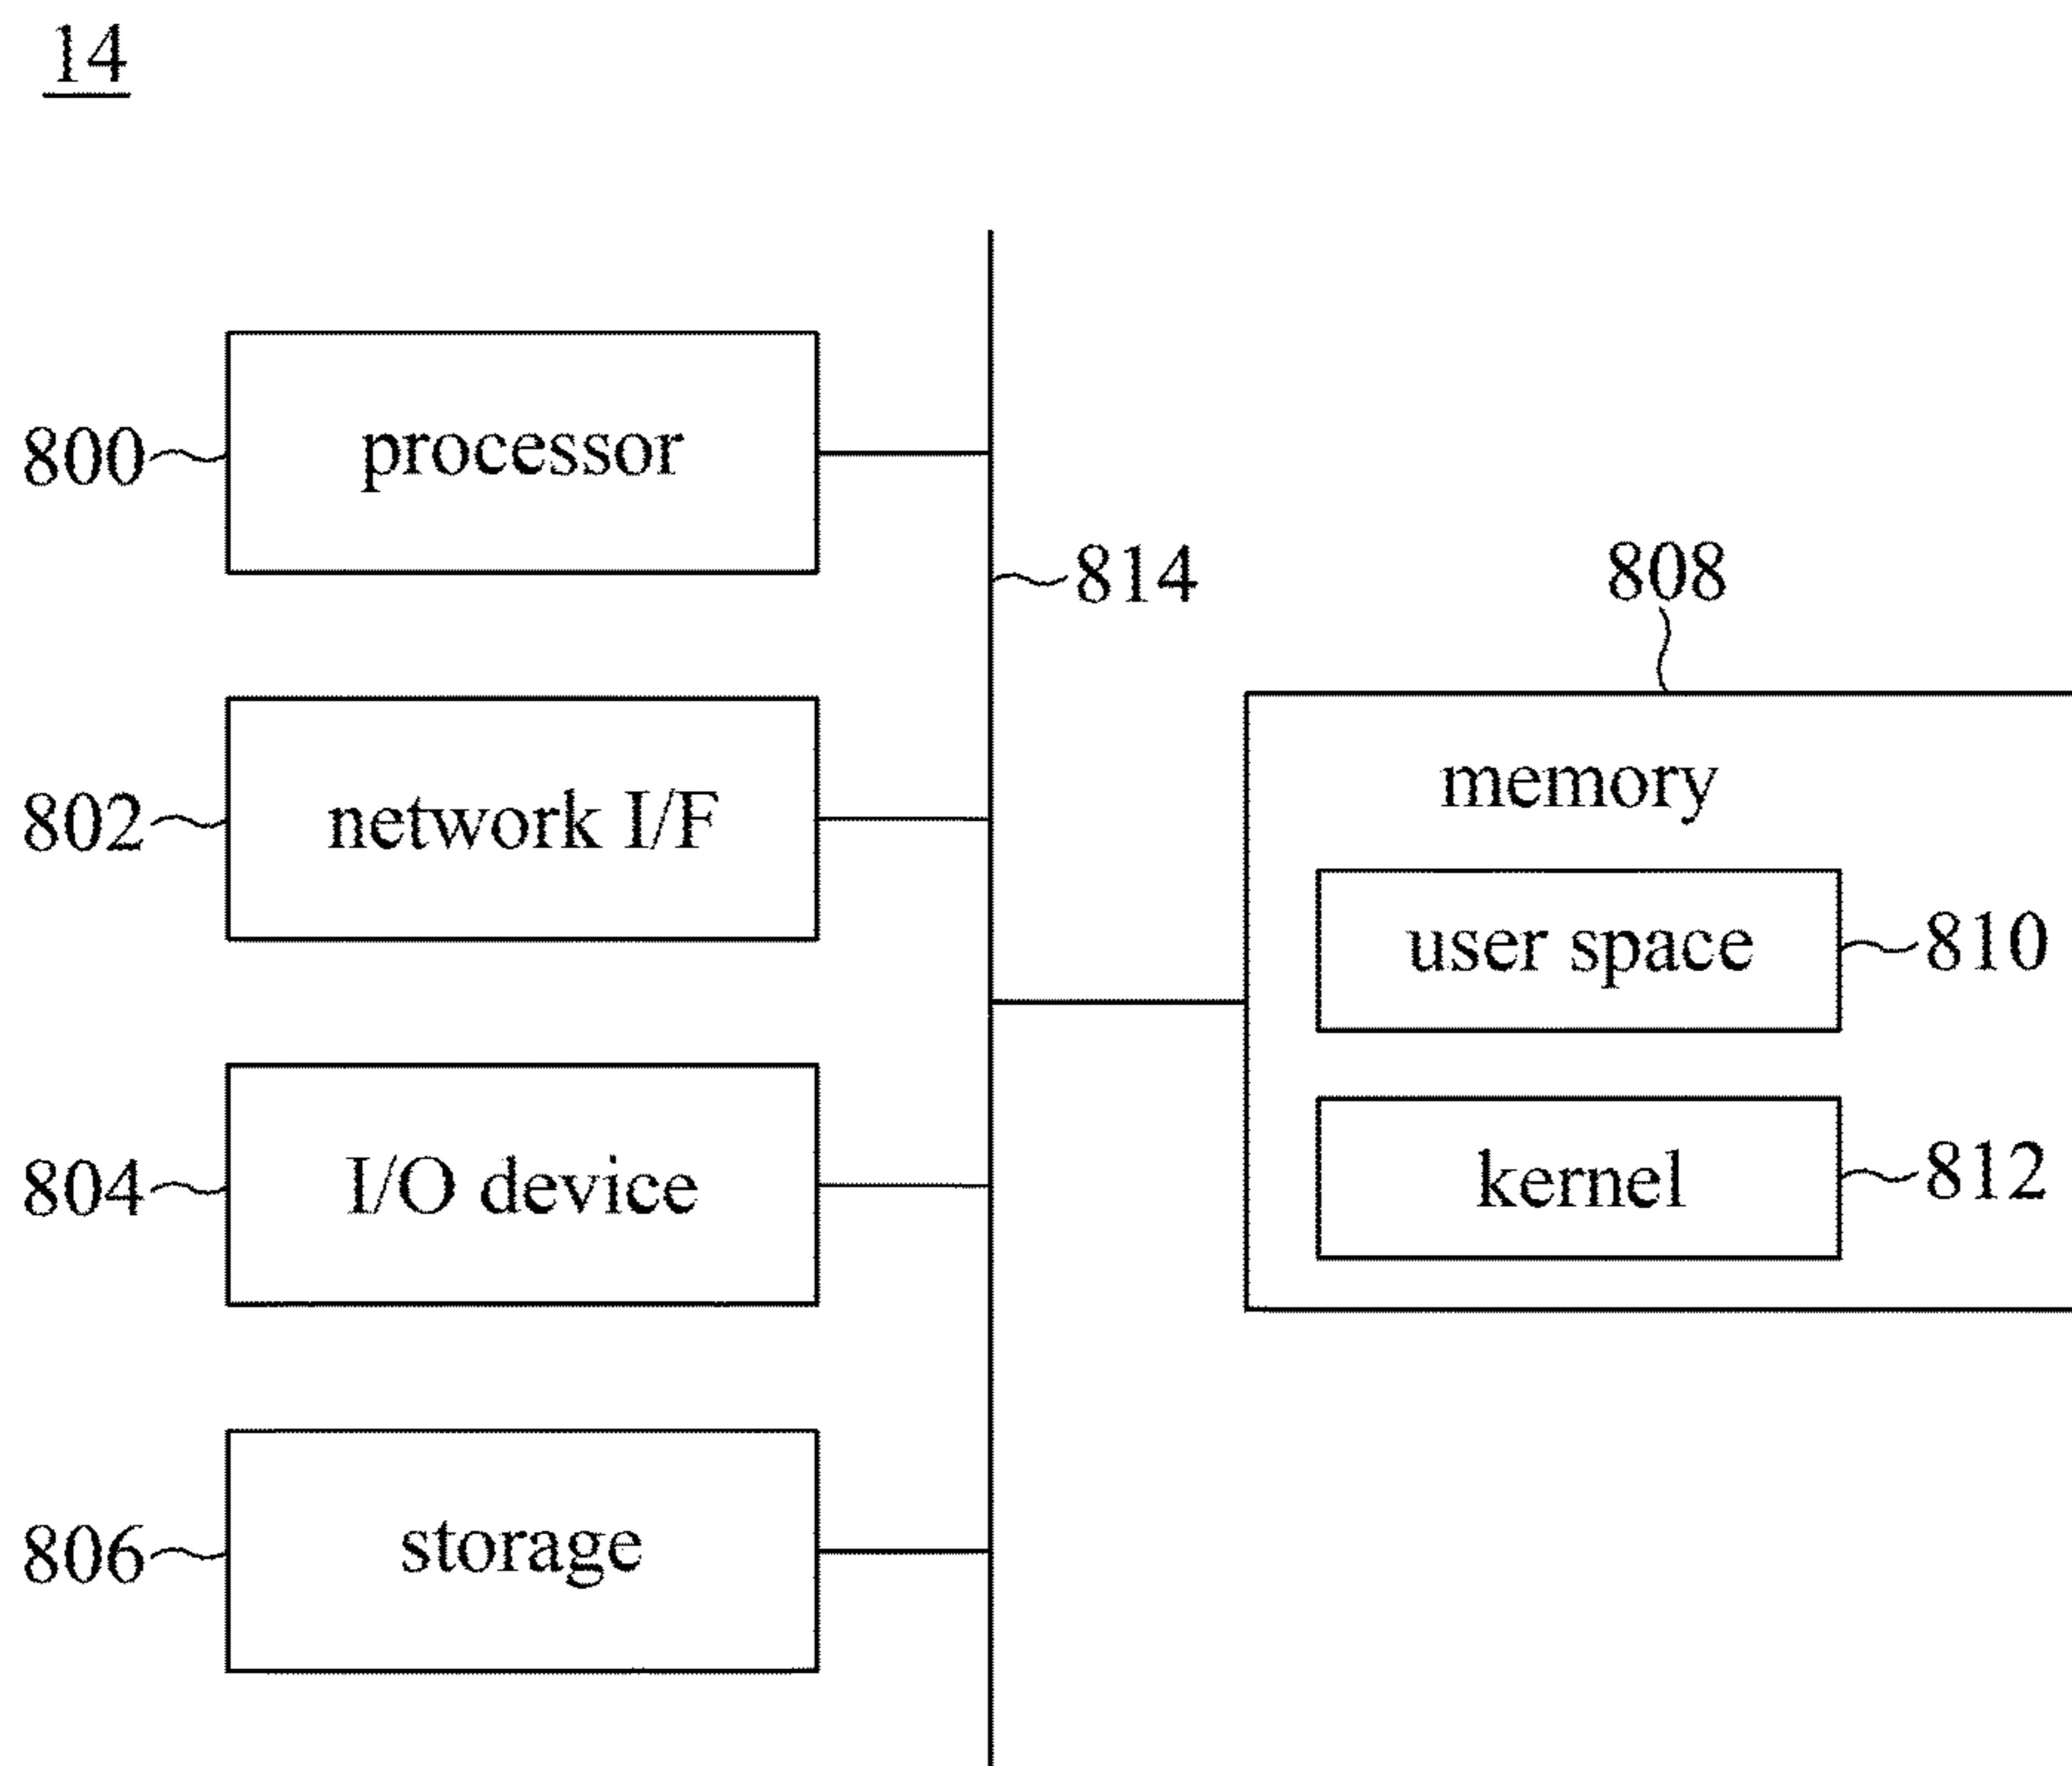 14
800 processor
814
808
802 network I/F
memory
user space 810
804 I/O device
kernel 812
806 storage